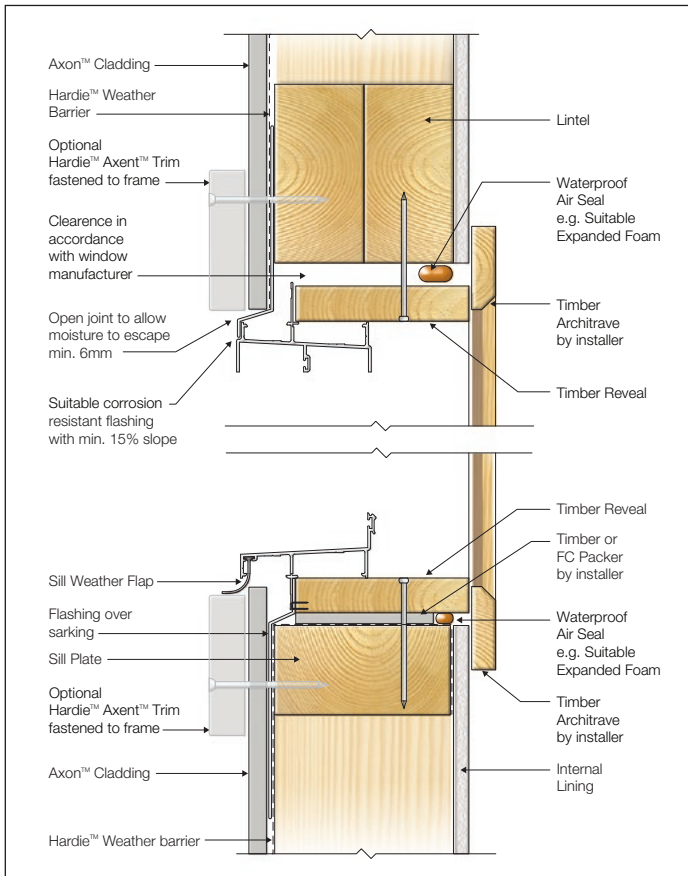 Axon™ Cladding
Hardie™ Weather
Barrier
Optional
Hardie™ Axent™ Trim
fastened to frame
Clearence in
accordance
with window
manufacturer
Open joint to allow
moisture to escape
min. 6mm
Suitable corrosion
resistant flashing
with min. 15% slope
Lintel
Waterproof
Air Seal
e.g. Suitable
Expanded Foam
Timber
Architrave
by installer
Timber Reveal
Sill Weather Flap
Flashing over
sarking
Sill Plate
Optional
Hardie™ Axent™ Trim
fastened to frame
Axon™ Cladding
Hardie™ Weather barrier
Timber Reveal
Timber or
FC Packer
by installer
Waterproof
Air Seal
e.g. Suitable
Expanded Foam
Timber
Architrave
by installer
Internal
Lining